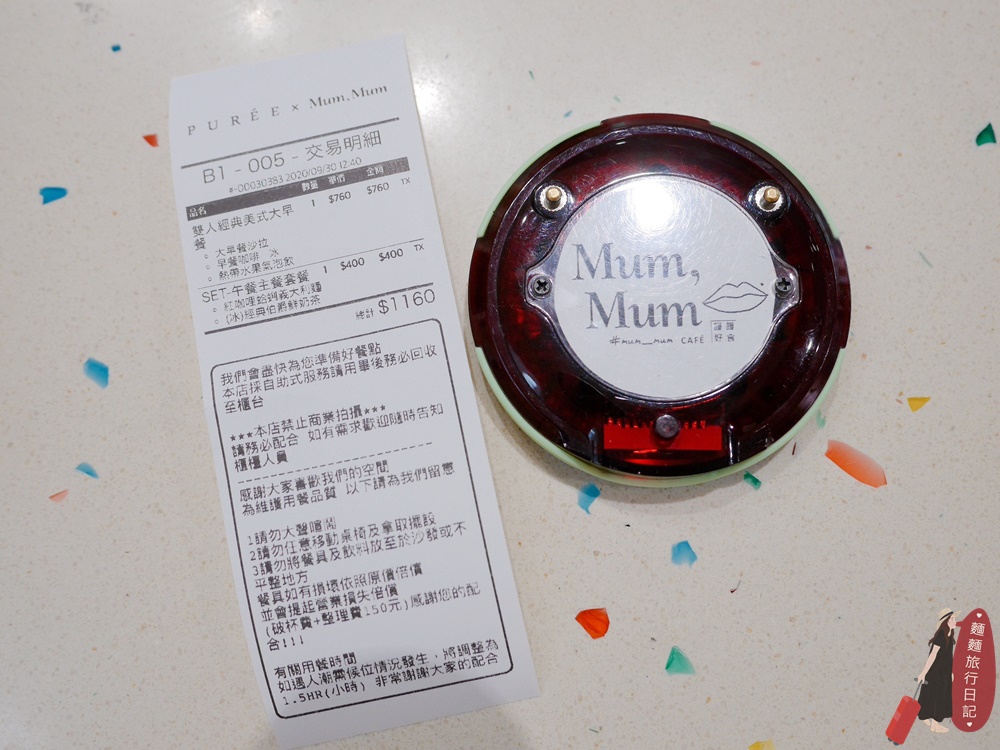 PURÉE x Mum,Mum
B1 - 005 - 交易明細
#-00030383 2020/09/30 12:40
品名 數量 單價 金額
雙人經典美式大早餐 1 $760 $760 TX
。大早餐沙拉
。早餐咖啡 冰
。熱帶水果氣泡飲
SET-午餐主餐套餐 1 $400 $400 TX
。紅咖哩蛤蜊義大利麵
。(冰)經典伯爵鮮奶茶
總計 $1160
我們會盡快為您準備好餐點
本店採自助式服務請用畢後務必回收
至櫃台
***本店禁止商業拍攝***
請務必配合 如有需求歡迎隨時告知
櫃檯人員
感謝大家喜歡我們的空間
為維護用餐品質 以下請為我們留意
1請勿大聲喧鬧
2請勿任意移動桌椅及拿取擺設
3請勿將餐具及飲料放至於沙發或不
平整地方
餐具如有損壞依照原價倍償
並會提起營業損失倍償
(破杯費+整理費150元)感謝您的配
合!!!
有關用餐時間
如遇人潮需候位情況發生，將調整為
1.5HR(小時) 非常謝謝大家的配合
Mum,
Mum
#mum_mum CAFÉ
好食
麵麵旅行日記